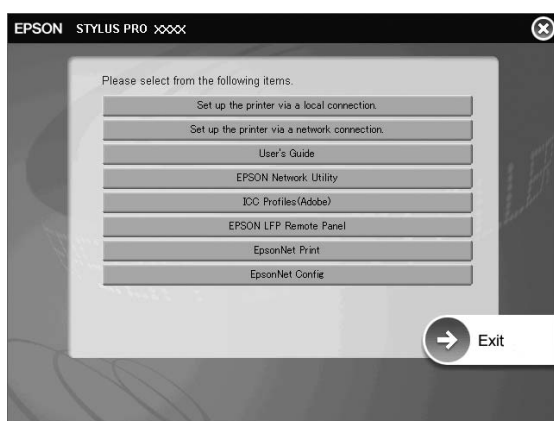 EPSON STYLUS PRO XXXX
Please select from the following items.
Set up the printer via a local connection.
Set up the printer via a network connection.
User's Guide
EPSON Network Utility
ICC Profiles(Adobe)
EPSON LFP Remote Panel
EpsonNet Print
EpsonNet Config
Exit